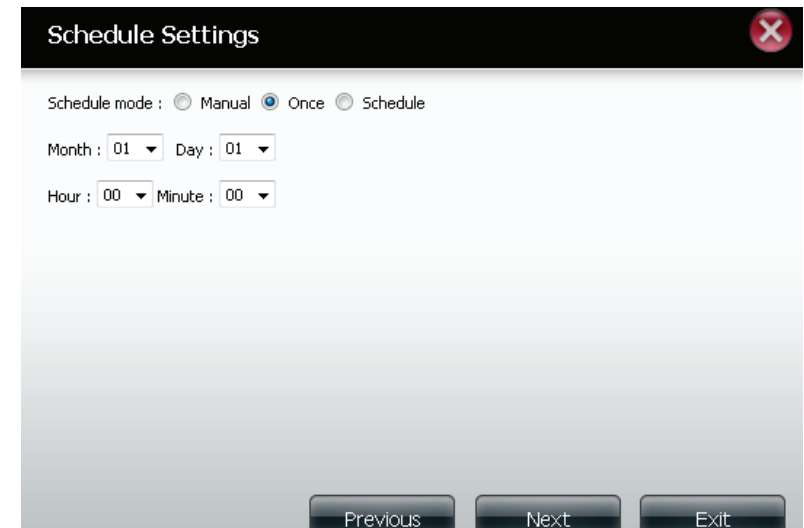 Schedule Settings
Schedule mode : Manual Once Schedule
Month : 01 Day : 01
Hour : 00 Minute : 00
Previous Next Exit